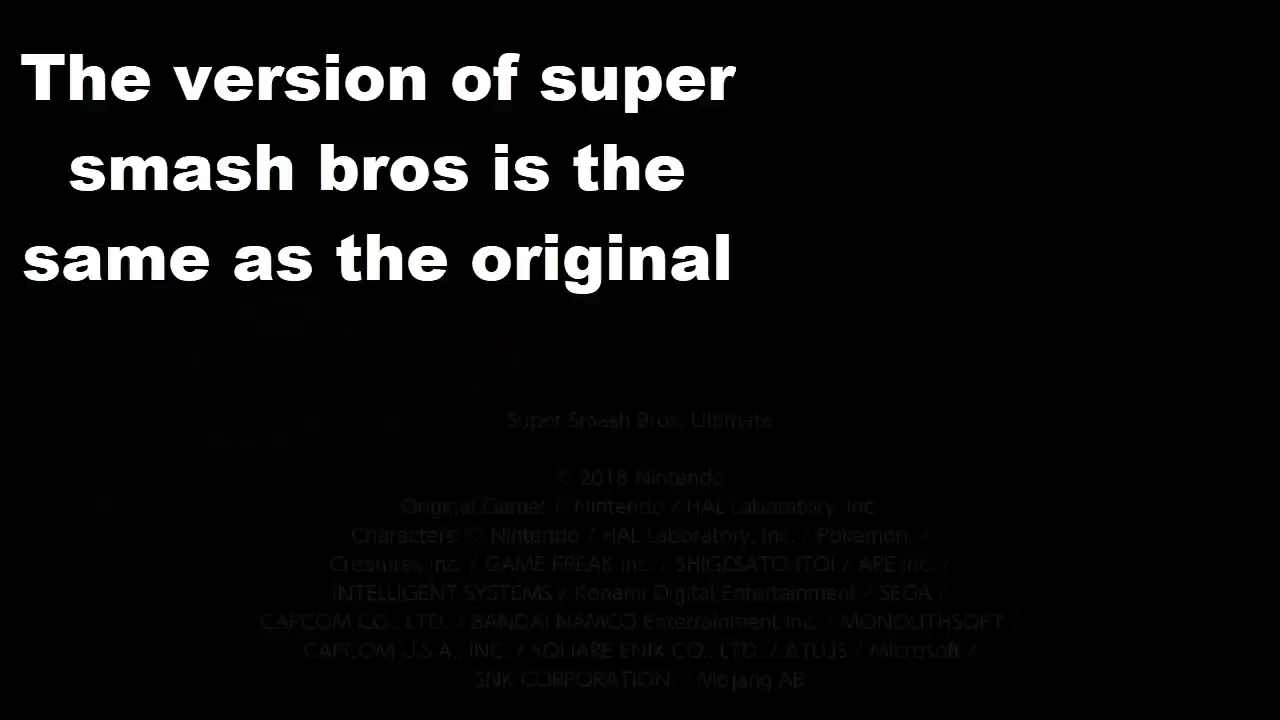 The version of super
smash bros is the
same as the original
Super Smash Bros. Ultimate
© 2018 Nintendo
Original Game: © Nintendo / HAL Laboratory, Inc.
Characters: © Nintendo / HAL Laboratory, Inc. / Pokémon. /
Creatures Inc. / GAME FREAK inc. / SHIGESATO ITOI / APE inc. /
INTELLIGENT SYSTEMS / Konami Digital Entertainment / SEGA /
CAPCOM CO., LTD. / BANDAI NAMCO Entertainment Inc. / MONOLITHSOFT /
CAPCOM U.S.A., INC. / SQUARE ENIX CO., LTD. / ATLUS / Microsoft /
SNK CORPORATION. / Mojang AB